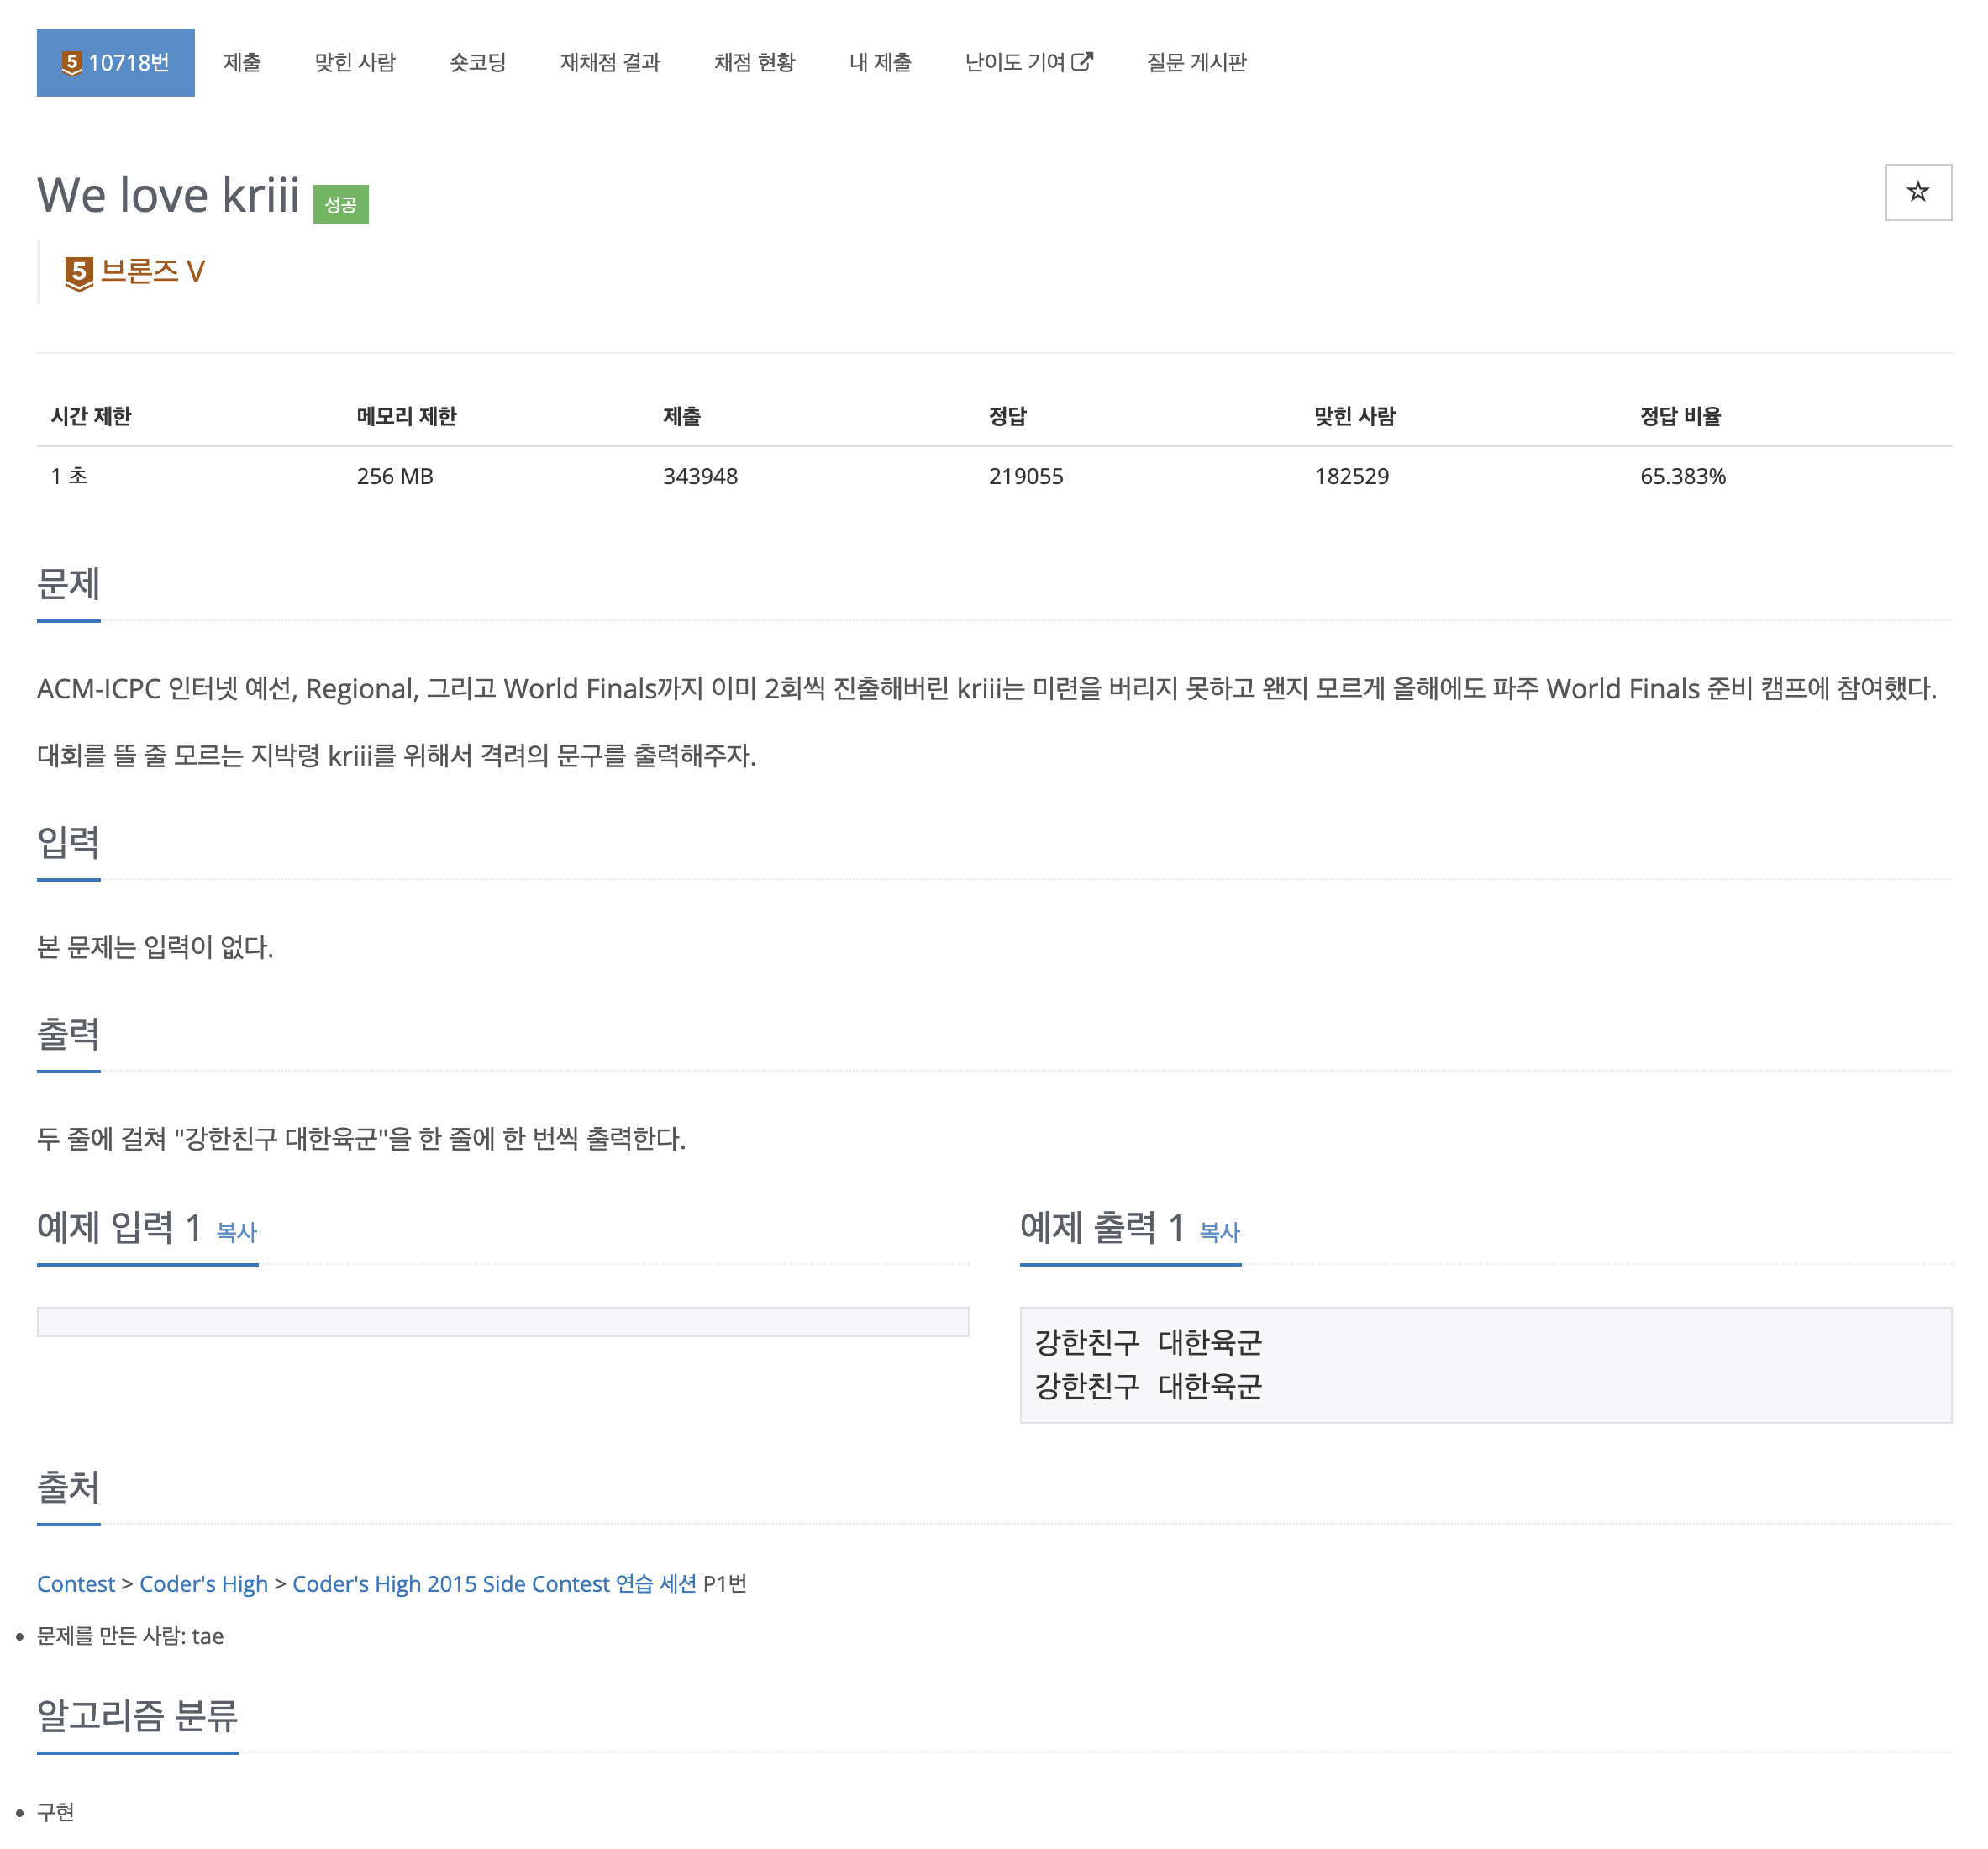 5 10718번 제출 맞힌 사람 숏코딩 재채점 결과 채점 현황 내 제출 난이도 기여 질문 게시판
We love kriii 성공
5 브론즈 V
시간 제한 메모리 제한 제출 정답 맞힌 사람 정답 비율
1 초 256 MB 343948 219055 182529 65.383%
문제
ACM-ICPC 인터넷 예선, Regional, 그리고 World Finals까지 이미 2회씩 진출해버린 kriii는 미련을 버리지 못하고 왠지 모르게 올해에도 파주 World Finals 준비 캠프에 참여했다.
대회를 뜰 줄 모르는 지박령 kriii를 위해서 격려의 문구를 출력해주자.
입력
본 문제는 입력이 없다.
출력
두 줄에 걸쳐 "강한친구 대한육군"을 한 줄에 한 번씩 출력한다.
예제 입력 1 복사
예제 출력 1 복사
강한친구 대한육군
강한친구 대한육군
출처
Contest > Coder's High > Coder's High 2015 Side Contest 연습 세션 P1번
문제를 만든 사람: tae
알고리즘 분류
구현